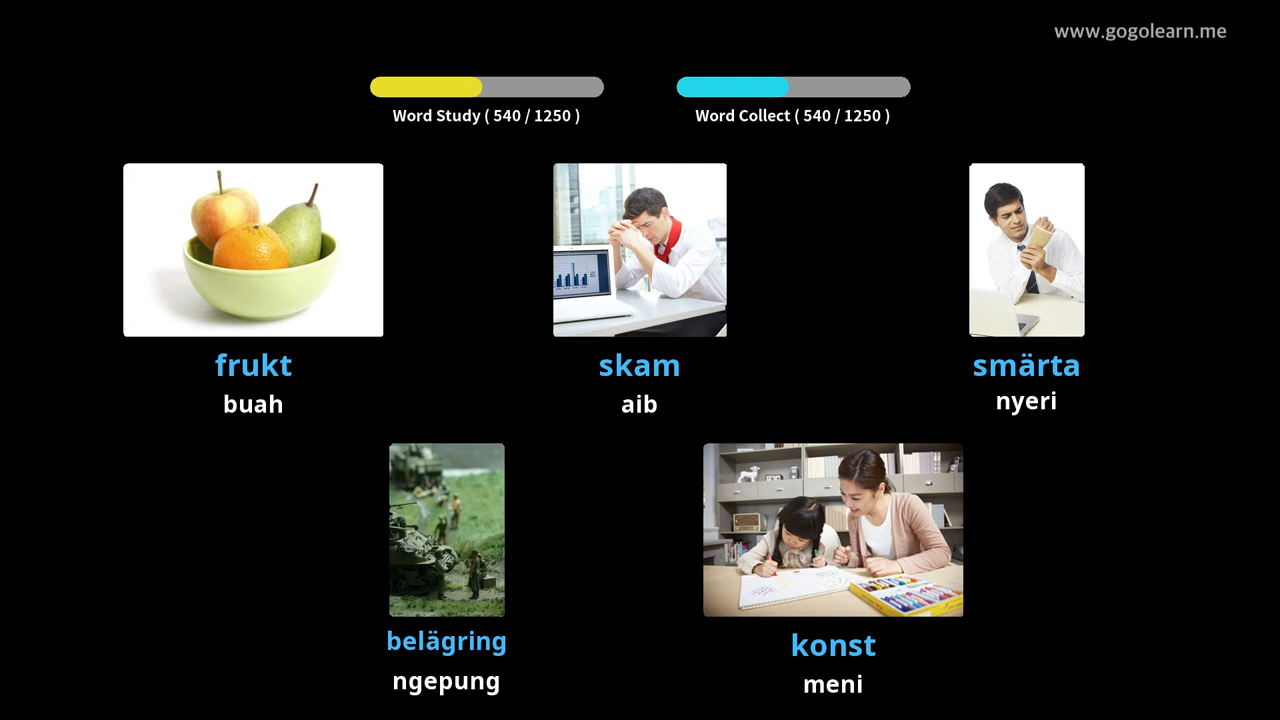 www.gogolearn.me
Word Study ( 540 / 1250 )
Word Collect ( 540 / 1250 )
frukt
buah
skam
aib
smärta
nyeri
belägring
ngepung
konst
meni